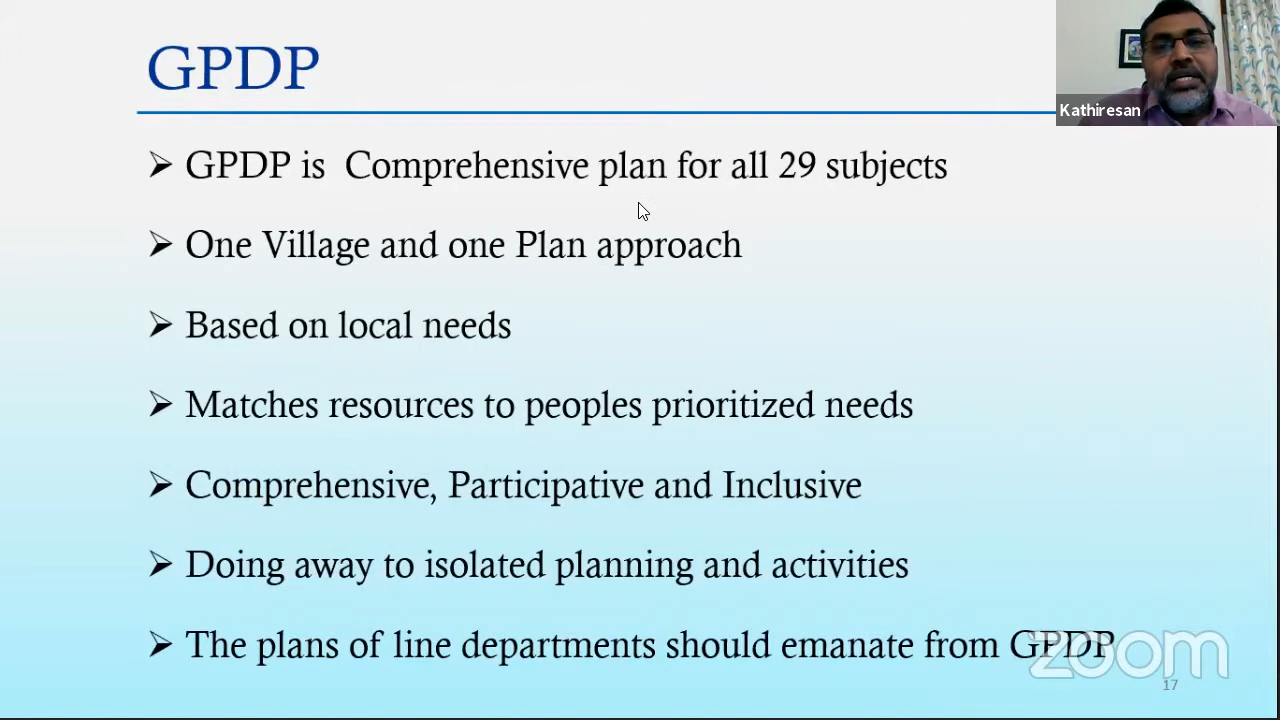 GPDP
Kathiresan
➢ GPDP is Comprehensive plan for all 29 subjects
➢ One Village and one Plan approach
➢ Based on local needs
➢ Matches resources to peoples prioritized needs
➢ Comprehensive, Participative and Inclusive
➢ Doing away to isolated planning and activities
➢ The plans of line departments should emanate from GPDP
zoom
17